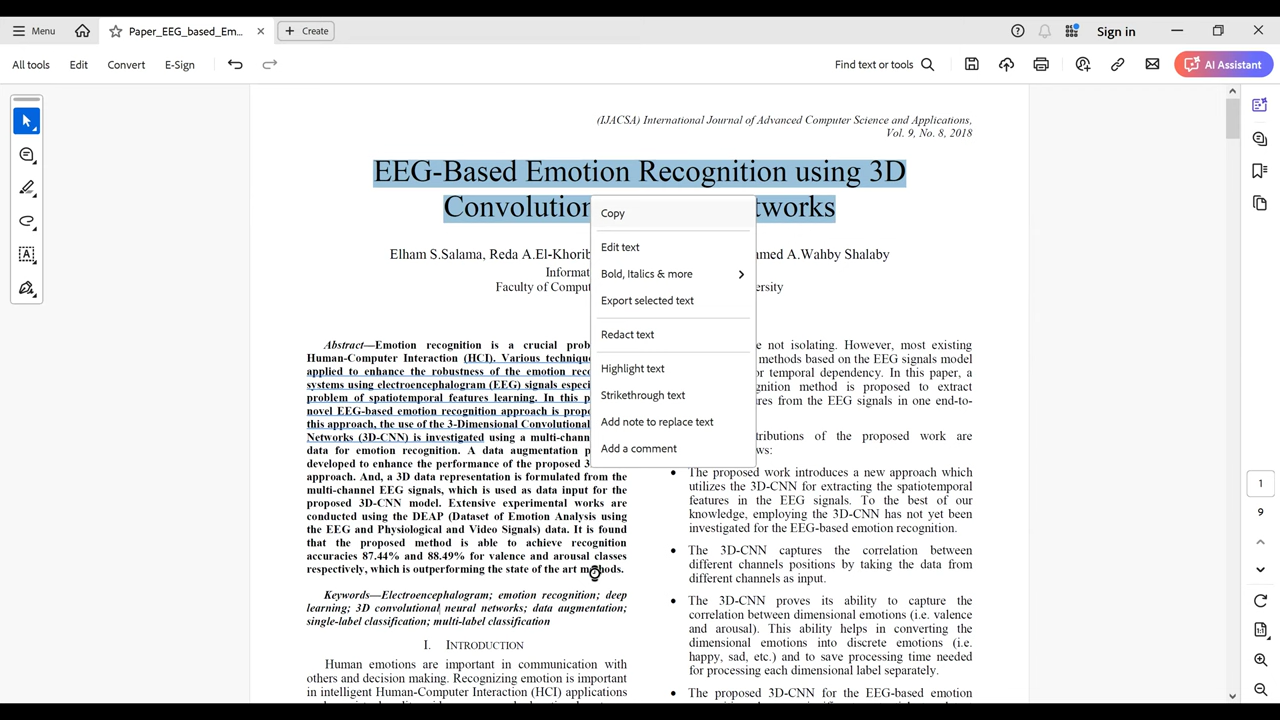 Menu
Paper_EEG_based_Em...
Create
Sign in
All tools
Edit
Convert
E-Sign
Find text or tools
AI Assistant
(IJACSA) International Journal of Advanced Computer Science and Applications,
Vol. 9, No. 8, 2018
EEG-Based Emotion Recognition using 3D
Convolution
tworks
Elham S.Salama, Reda A.El-Khorib
med A.Wahby Shalaby
Informat
Faculty of Comput
ersity
Copy
Edit text
Bold, Italics & more
Export selected text
Redact text
Highlight text
Strikethrough text
Add note to replace text
Add a comment
Abstract—Emotion recognition is a crucial prob
Human-Computer Interaction (HCI). Various technique
applied to enhance the robustness of the emotion reco
systems using electroencephalogram (EEG) signals especi
problem of spatiotemporal features learning. In this p
novel EEG-based emotion recognition approach is propo
this approach, the use of the 3-Dimensional Convolutional
Networks (3D-CNN) is investigated using a multi-chann
data for emotion recognition. A data augmentation p
developed to enhance the performance of the proposed 3
approach. And, a 3D data representation is formulated from the
multi-channel EEG signals, which is used as data input for the
proposed 3D-CNN model. Extensive experimental works are
conducted using the DEAP (Dataset of Emotion Analysis using
the EEG and Physiological and Video Signals) data. It is found
that the proposed method is able to achieve recognition
accuracies 87.44% and 88.49% for valence and arousal classes
respectively, which is outperforming the state of the art methods.
Keywords—Electroencephalogram; emotion recognition; deep
learning; 3D convolutional neural networks; data augmentation;
single-label classification; multi-label classification
I. INTRODUCTION
Human emotions are important in communication with
others and decision making. Recognizing emotion is important
in intelligent Human-Computer Interaction (HCI) applications
e not isolating. However, most existing
methods based on the EEG signals model
or temporal dependency. In this paper, a
gnition method is proposed to extract
ures from the EEG signals in one end-to-
tributions of the proposed work are
ws:
• The proposed work introduces a new approach which
utilizes the 3D-CNN for extracting the spatiotemporal
features in the EEG signals. To the best of our
knowledge, employing the 3D-CNN has not yet been
investigated for the EEG-based emotion recognition.
• The 3D-CNN captures the correlation between
different channels positions by taking the data from
different channels as input.
• The 3D-CNN proves its ability to capture the
correlation between dimensional emotions (i.e. valence
and arousal). This ability helps in converting the
dimensional emotions into discrete emotions (i.e.
happy, sad, etc.) and to save processing time needed
for processing each dimensional label separately.
• The proposed 3D-CNN for the EEG-based emotion
1
9